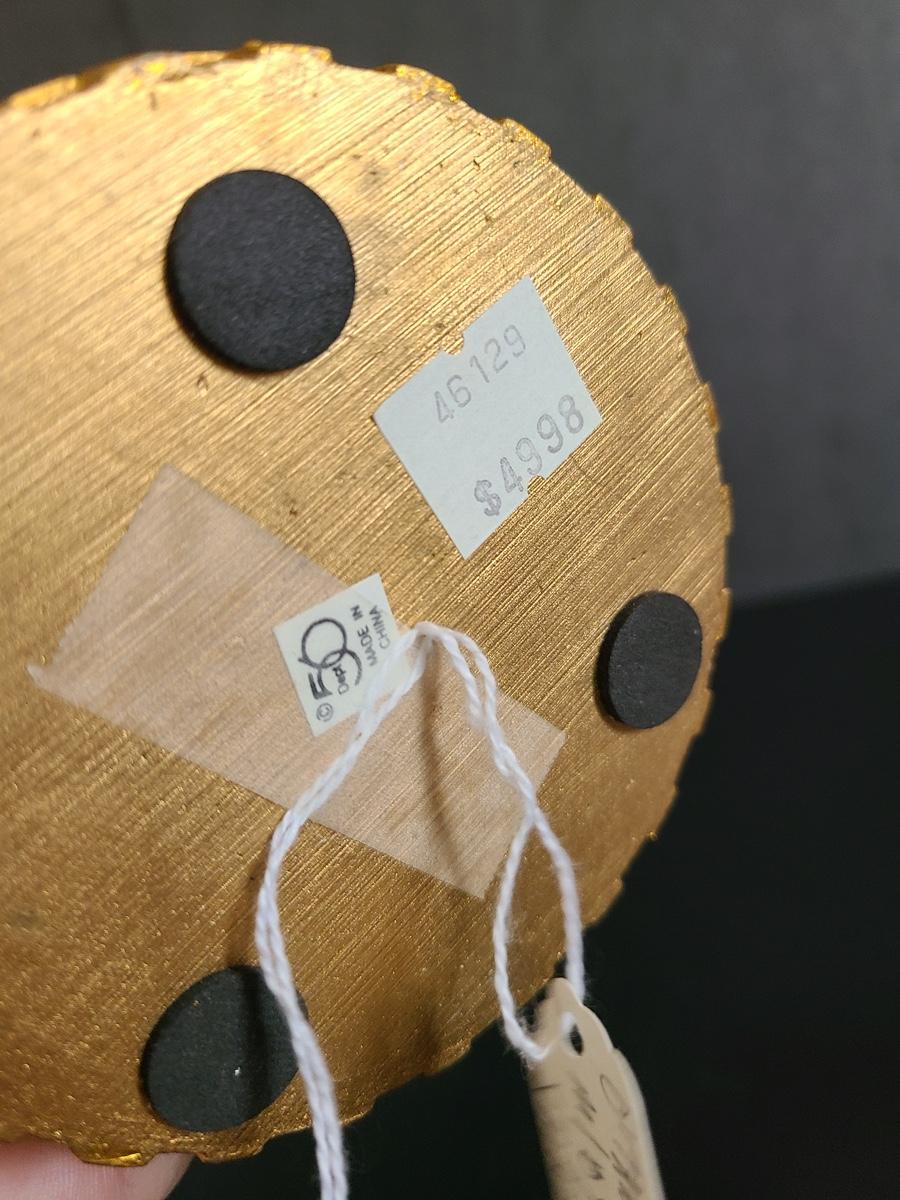 46129
$4998
© Dept 56
MADE IN
CHINA